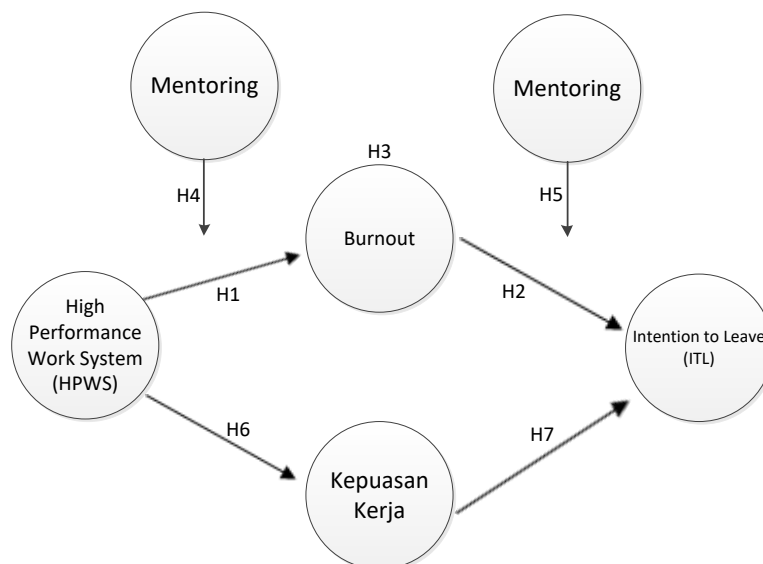 Mentoring
Mentoring
H3
H4
H5
Burnout
H1
H2
High
Performance
Work System
(HPWS)
Intention to Leave
(ITL)
H6
H7
Kepuasan
Kerja